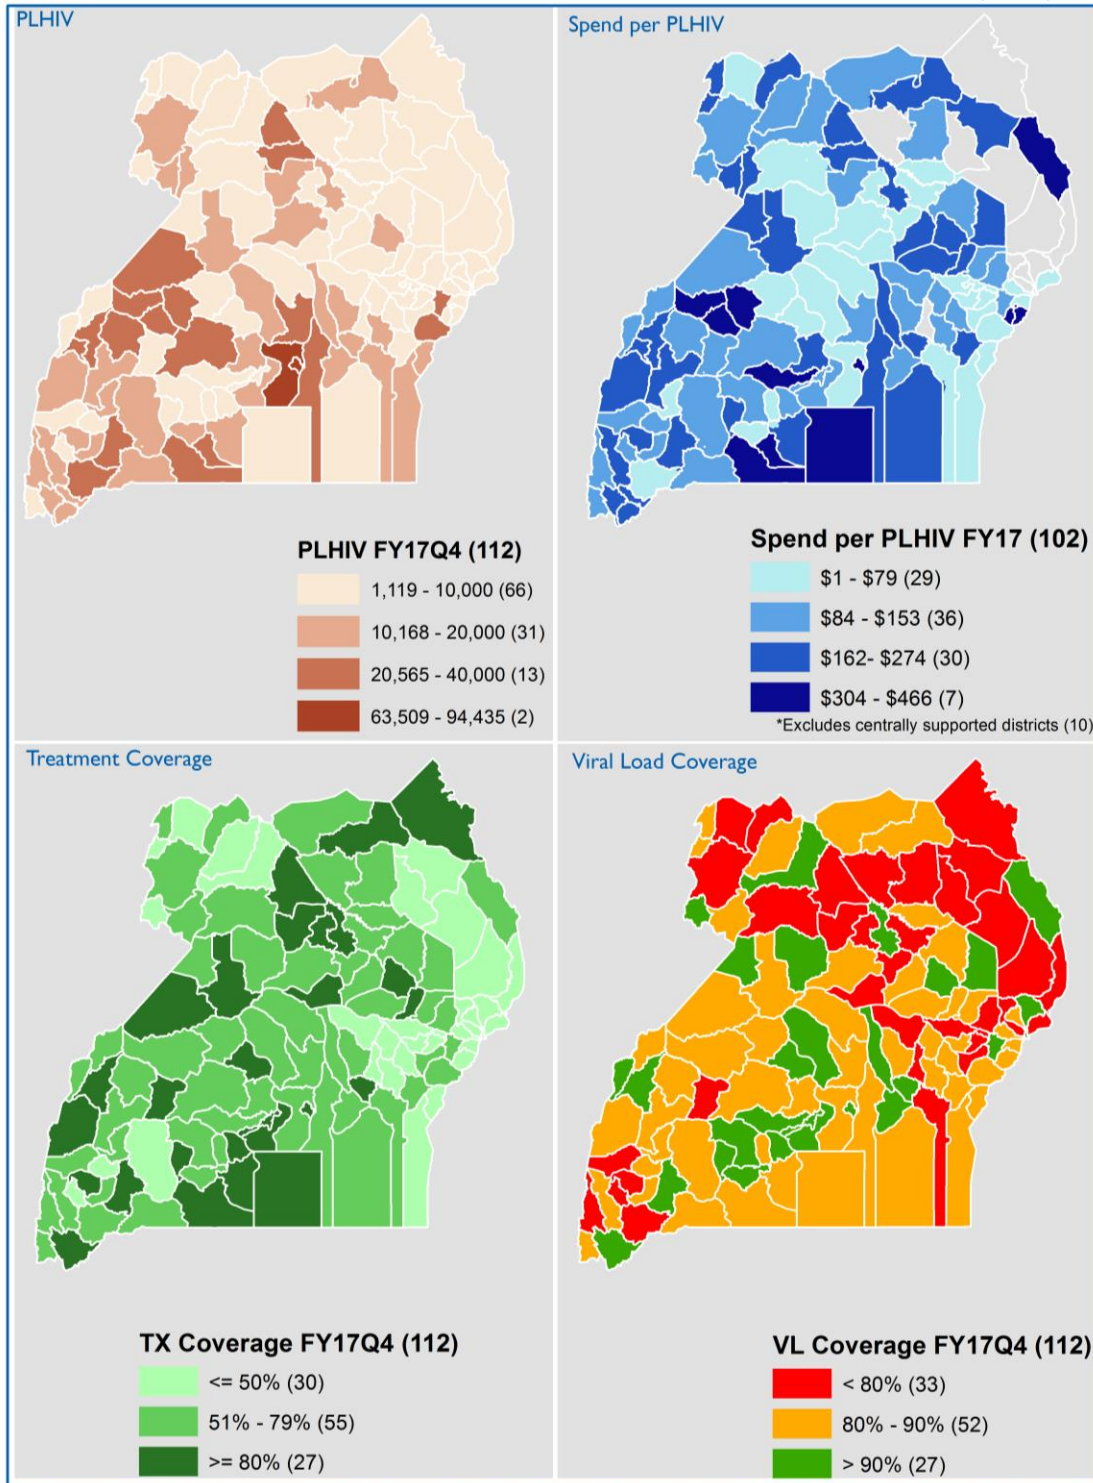 PLHIV
PLHIV FY17Q4 (112)
1,119 - 10,000 (66)
10,168 - 20,000 (31)
20,565 - 40,000 (13)
63,509 - 94,435 (2)
Spend per PLHIV
Spend per PLHIV FY17 (102)
$1 - $79 (29)
$84 - $153 (36)
$162- $274 (30)
$304 - $466 (7)
*Excludes centrally supported districts (10)
Treatment Coverage
TX Coverage FY17Q4 (112)
<= 50% (30)
51% - 79% (55)
>= 80% (27)
Viral Load Coverage
VL Coverage FY17Q4 (112)
< 80% (33)
80% - 90% (52)
> 90% (27)